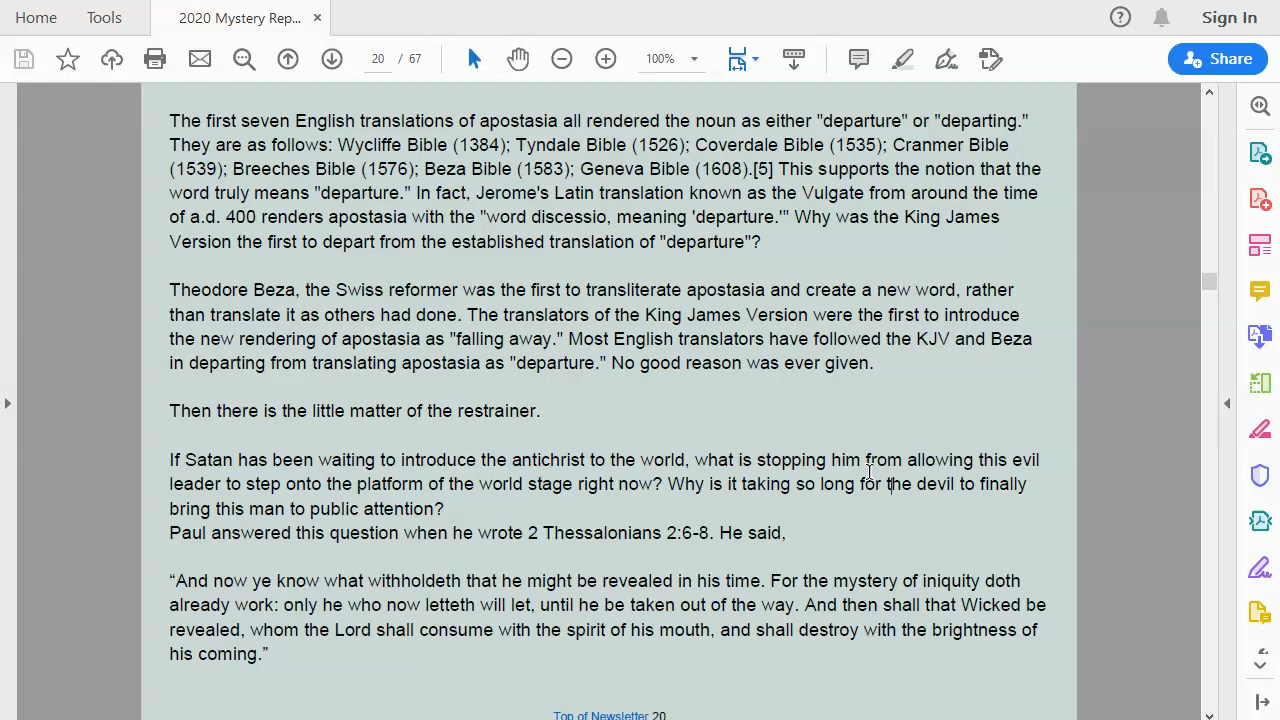 Home
Tools
2020 Mystery Rep... ×
Sign In
20 / 67
100%
Share
The first seven English translations of apostasia all rendered the noun as either "departure" or "departing."
They are as follows: Wycliffe Bible (1384); Tyndale Bible (1526); Coverdale Bible (1535); Cranmer Bible
(1539); Breeches Bible (1576); Beza Bible (1583); Geneva Bible (1608).[5] This supports the notion that the
word truly means "departure." In fact, Jerome's Latin translation known as the Vulgate from around the time
of a.d. 400 renders apostasia with the "word discessio, meaning 'departure.'" Why was the King James
Version the first to depart from the established translation of "departure"?
Theodore Beza, the Swiss reformer was the first to transliterate apostasia and create a new word, rather
than translate it as others had done. The translators of the King James Version were the first to introduce
the new rendering of apostasia as "falling away." Most English translators have followed the KJV and Beza
in departing from translating apostasia as "departure." No good reason was ever given.
Then there is the little matter of the restrainer.
If Satan has been waiting to introduce the antichrist to the world, what is stopping him from allowing this evil
leader to step onto the platform of the world stage right now? Why is it taking so long for the devil to finally
bring this man to public attention?
Paul answered this question when he wrote 2 Thessalonians 2:6-8. He said,
“And now ye know what withholdeth that he might be revealed in his time. For the mystery of iniquity doth
already work: only he who now letteth will let, until he be taken out of the way. And then shall that Wicked be
revealed, whom the Lord shall consume with the spirit of his mouth, and shall destroy with the brightness of
his coming.”
Top of Newsletter 20